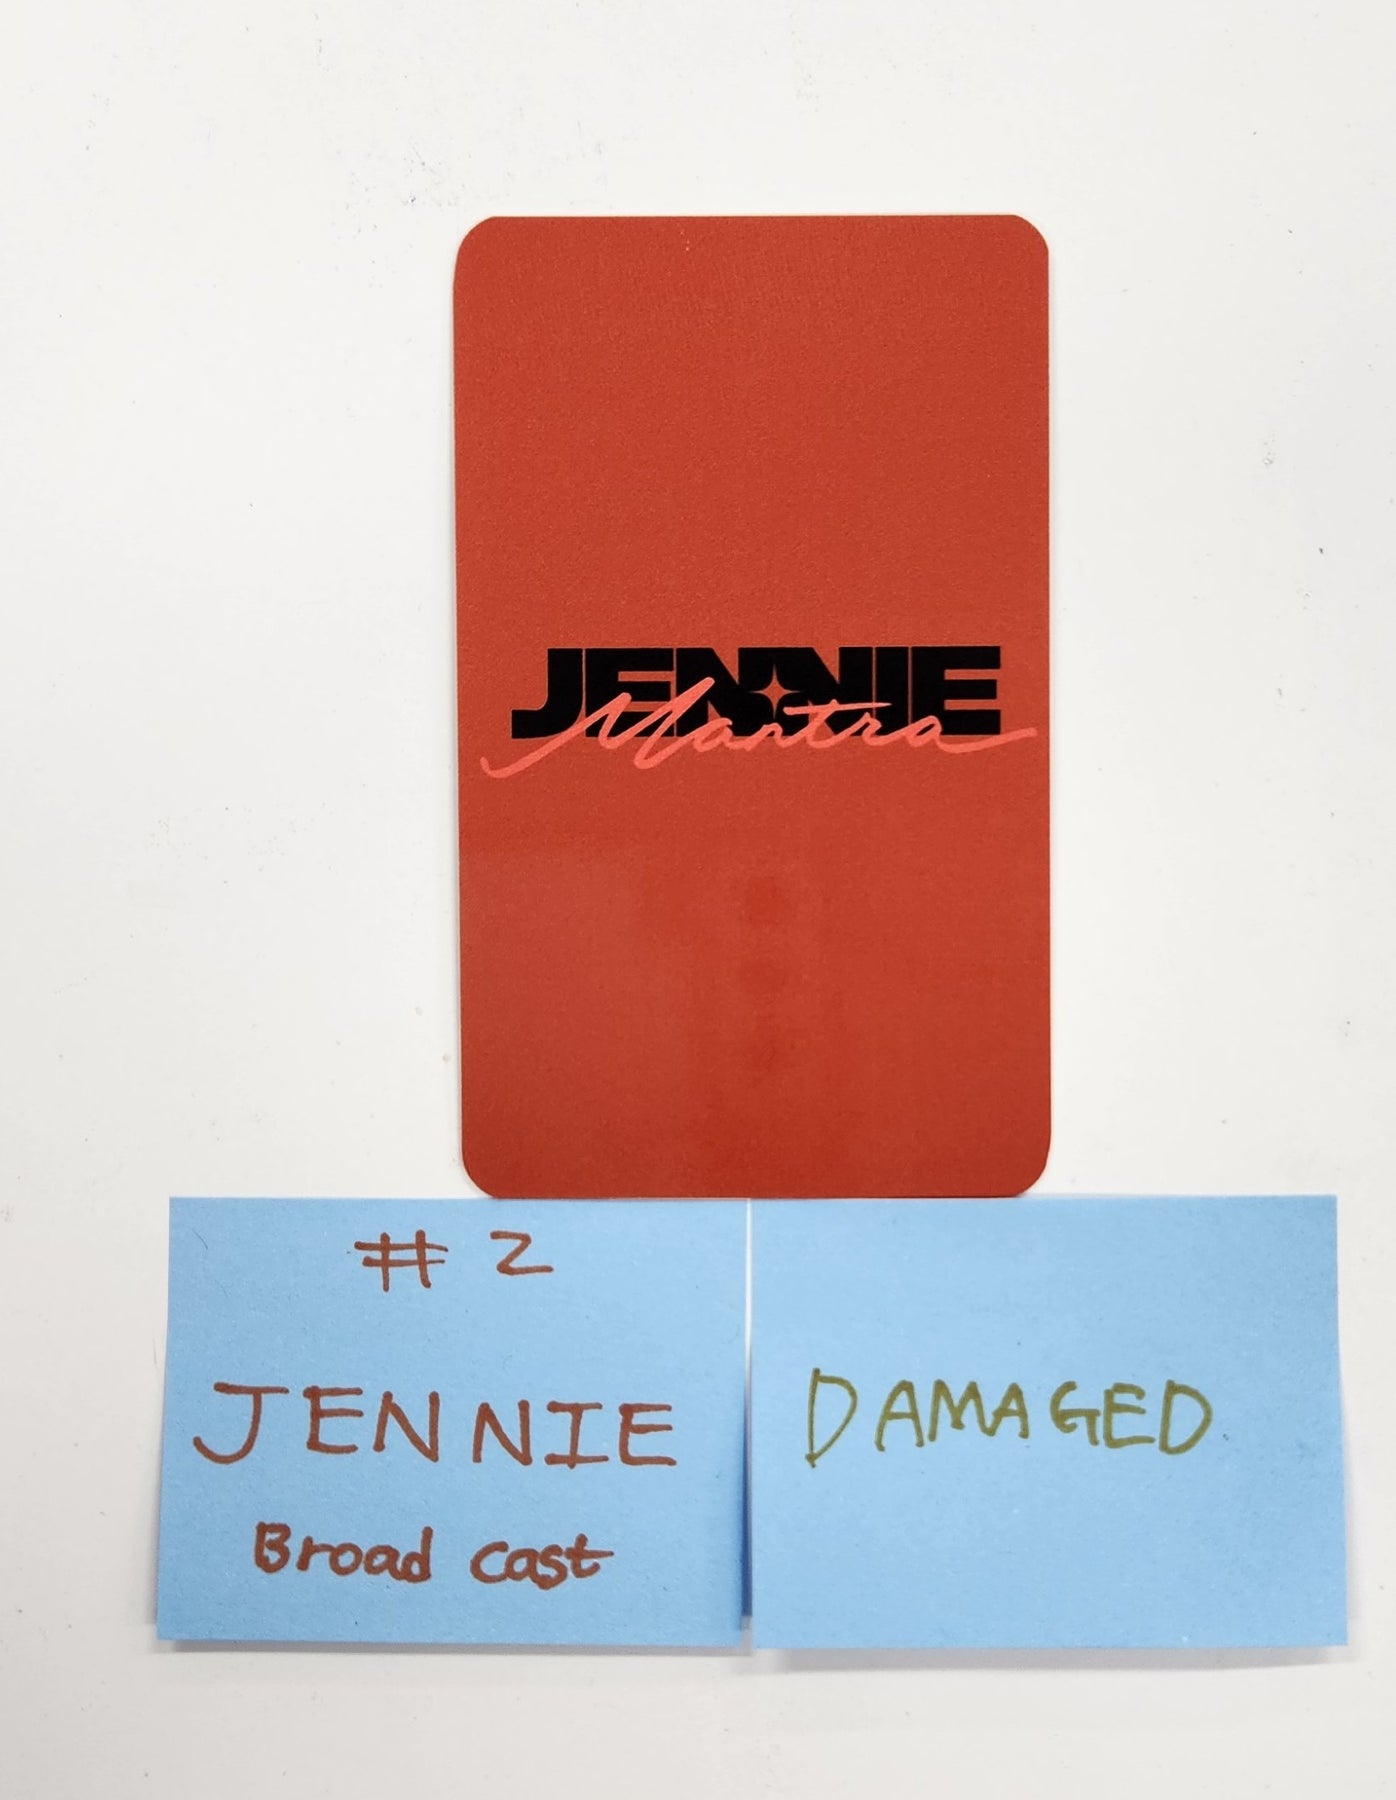 JENNIE
Mantra
# 2
JENNIE
Broad cast
DAMAGED